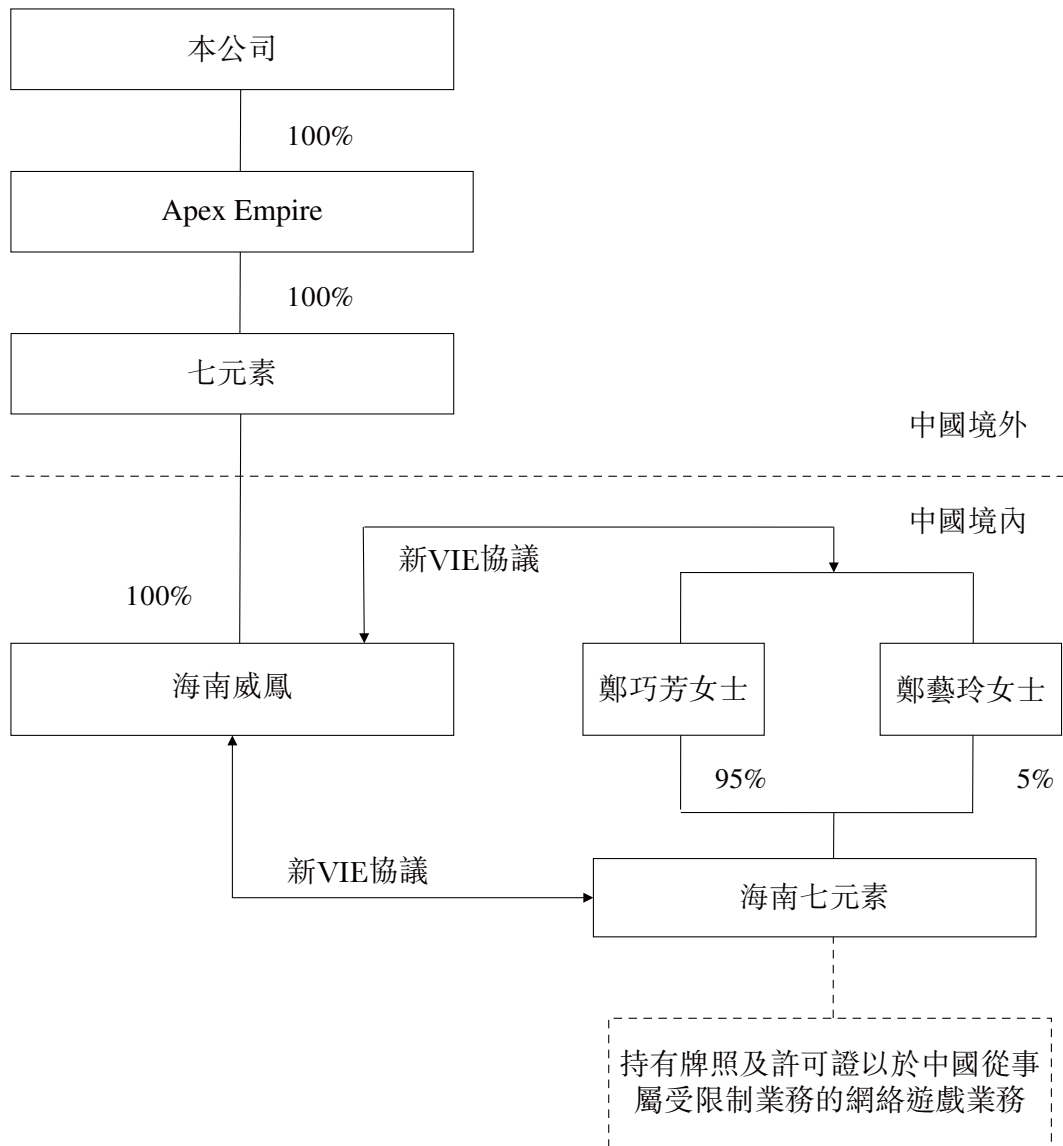 本公司
100%
Apex Empire
100%
七元素
中國境外
中國境內
新VIE協議
100%
海南威鳳
鄭巧芳女士
鄭藝玲女士
95%
5%
新VIE協議
海南七元素
持有牌照及許可證以於中國從事
屬受限制業務的網絡遊戲業務